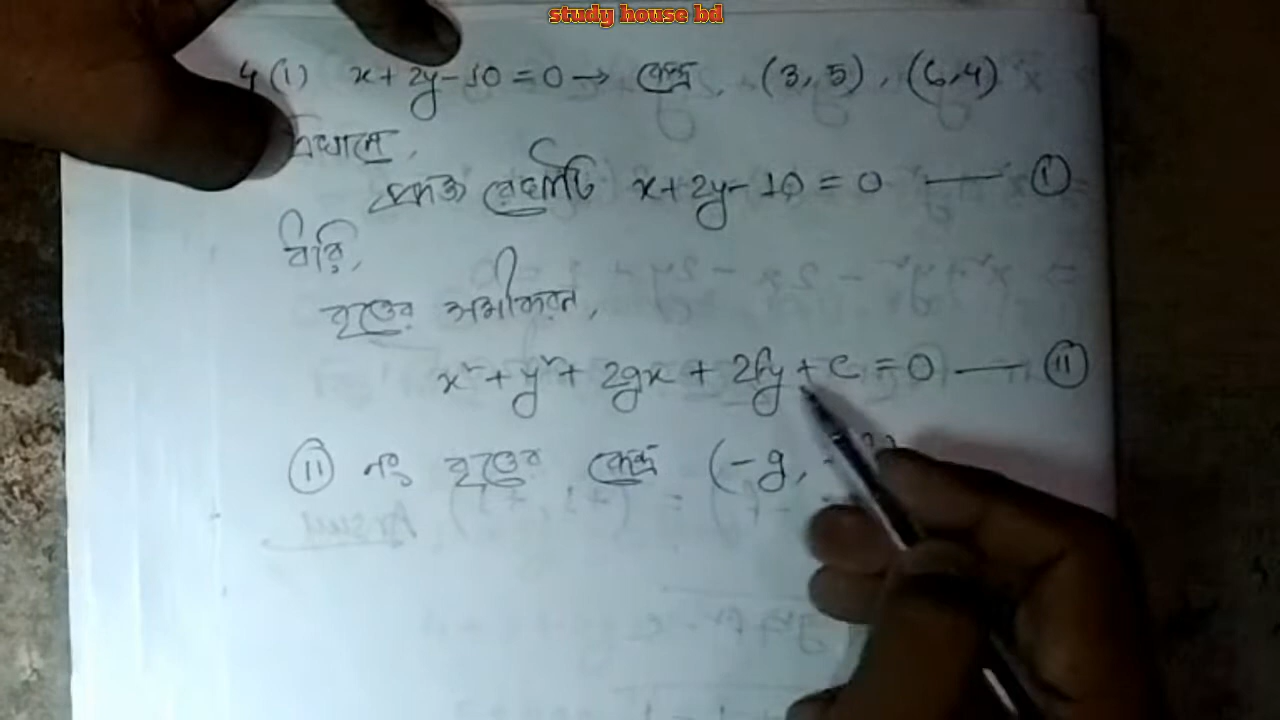 study house bd
4(i) x+2y-10=0→ কেন্দ্র, (3,5), (6,4)
এখানে,
প্রদত্ত রেখাটি x+2y-10=0 — (i)
ধরি,
বৃত্তের সমীকরন,
x²+y²+2gx+2fy+c=0 — (ii)
(ii) নং বৃত্তের কেন্দ্র (-g,